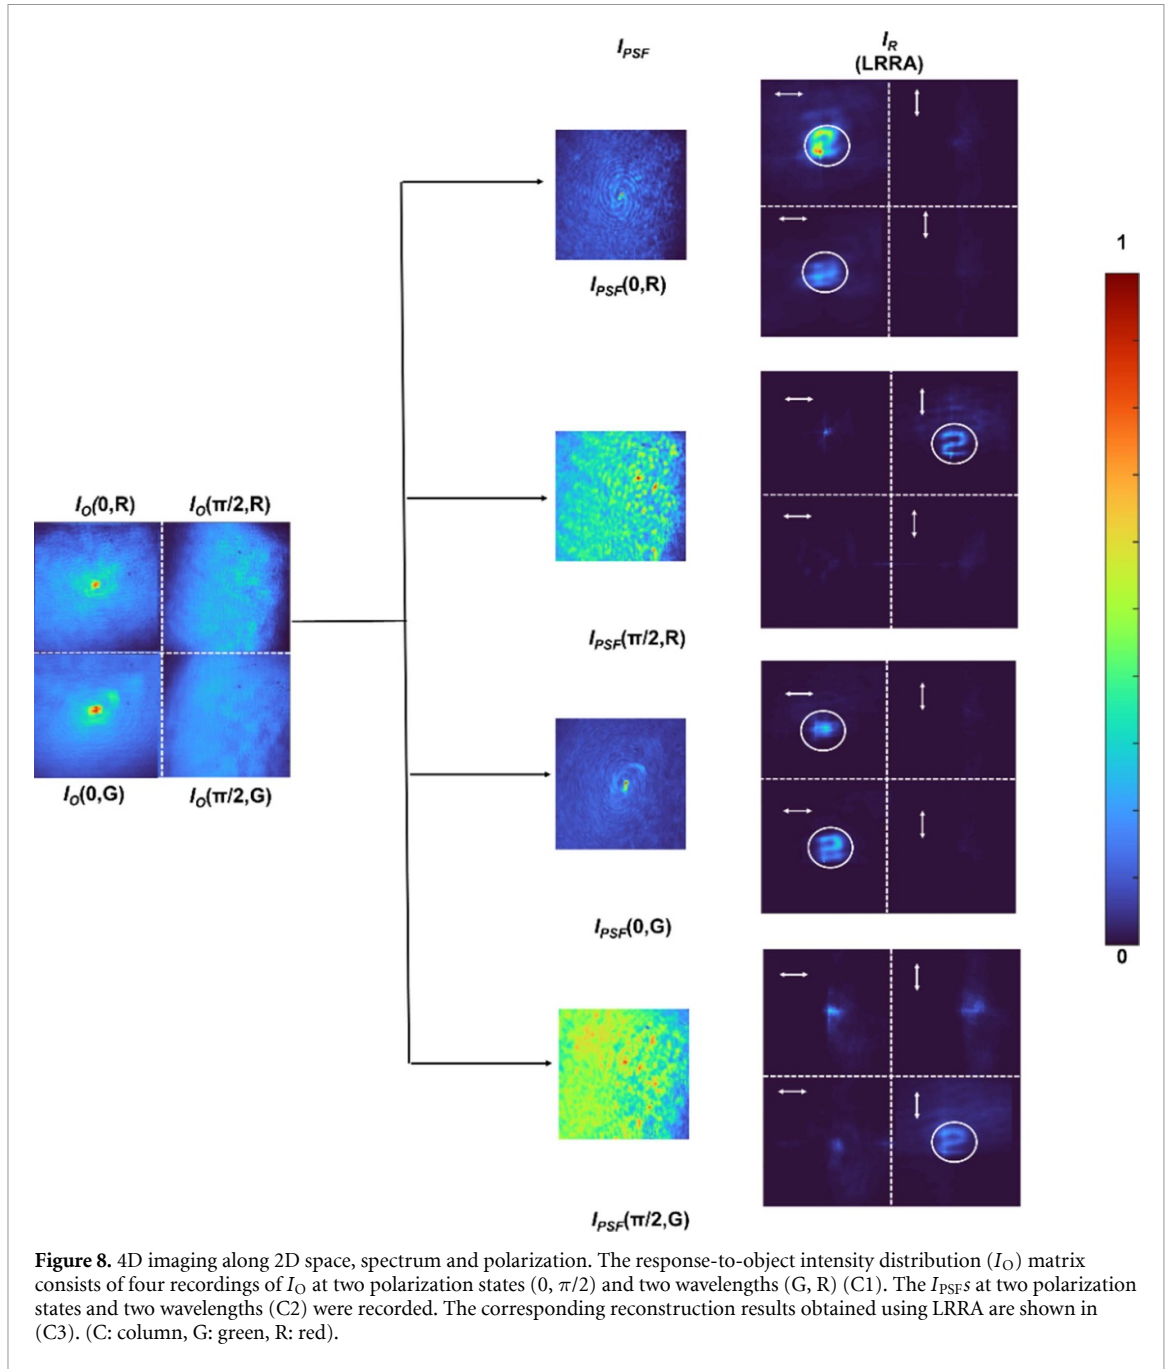 I_PSF
I_R
(LRRA)
I_PSF(0,R)
1
I_O(0,R) I_O(π/2,R)
I_PSF(π/2,R)
I_O(0,G) I_O(π/2,G)
I_PSF(0,G)
0
I_PSF(π/2,G)
Figure 8. 4D imaging along 2D space, spectrum and polarization. The response-to-object intensity distribution (I_O) matrix
consists of four recordings of I_O at two polarization states (0, π/2) and two wavelengths (G, R) (C1). The I_PSFs at two polarization
states and two wavelengths (C2) were recorded. The corresponding reconstruction results obtained using LRRA are shown in
(C3). (C: column, G: green, R: red).